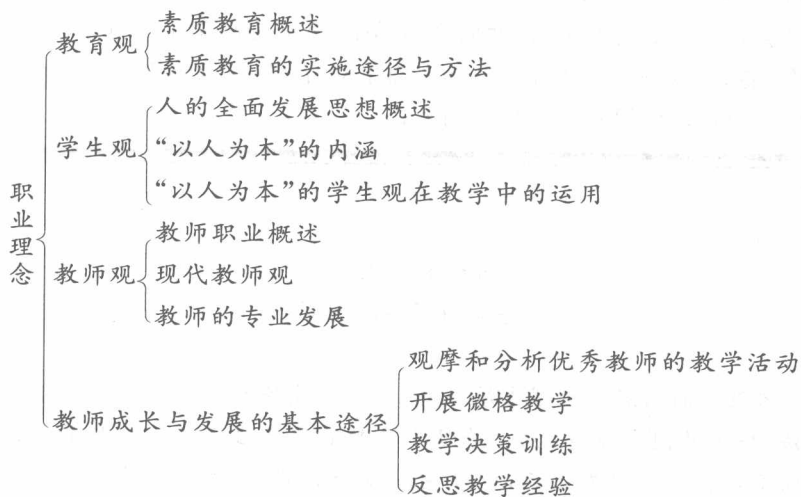 职业理念
教育观
素质教育概述
素质教育的实施途径与方法
学生观
人的全面发展思想概述
“以人为本”的内涵
“以人为本”的学生观在教学中的运用
教师观
教师职业概述
现代教师观
教师的专业发展
教师成长与发展的基本途径
观摩和分析优秀教师的教学活动
开展微格教学
教学决策训练
反思教学经验